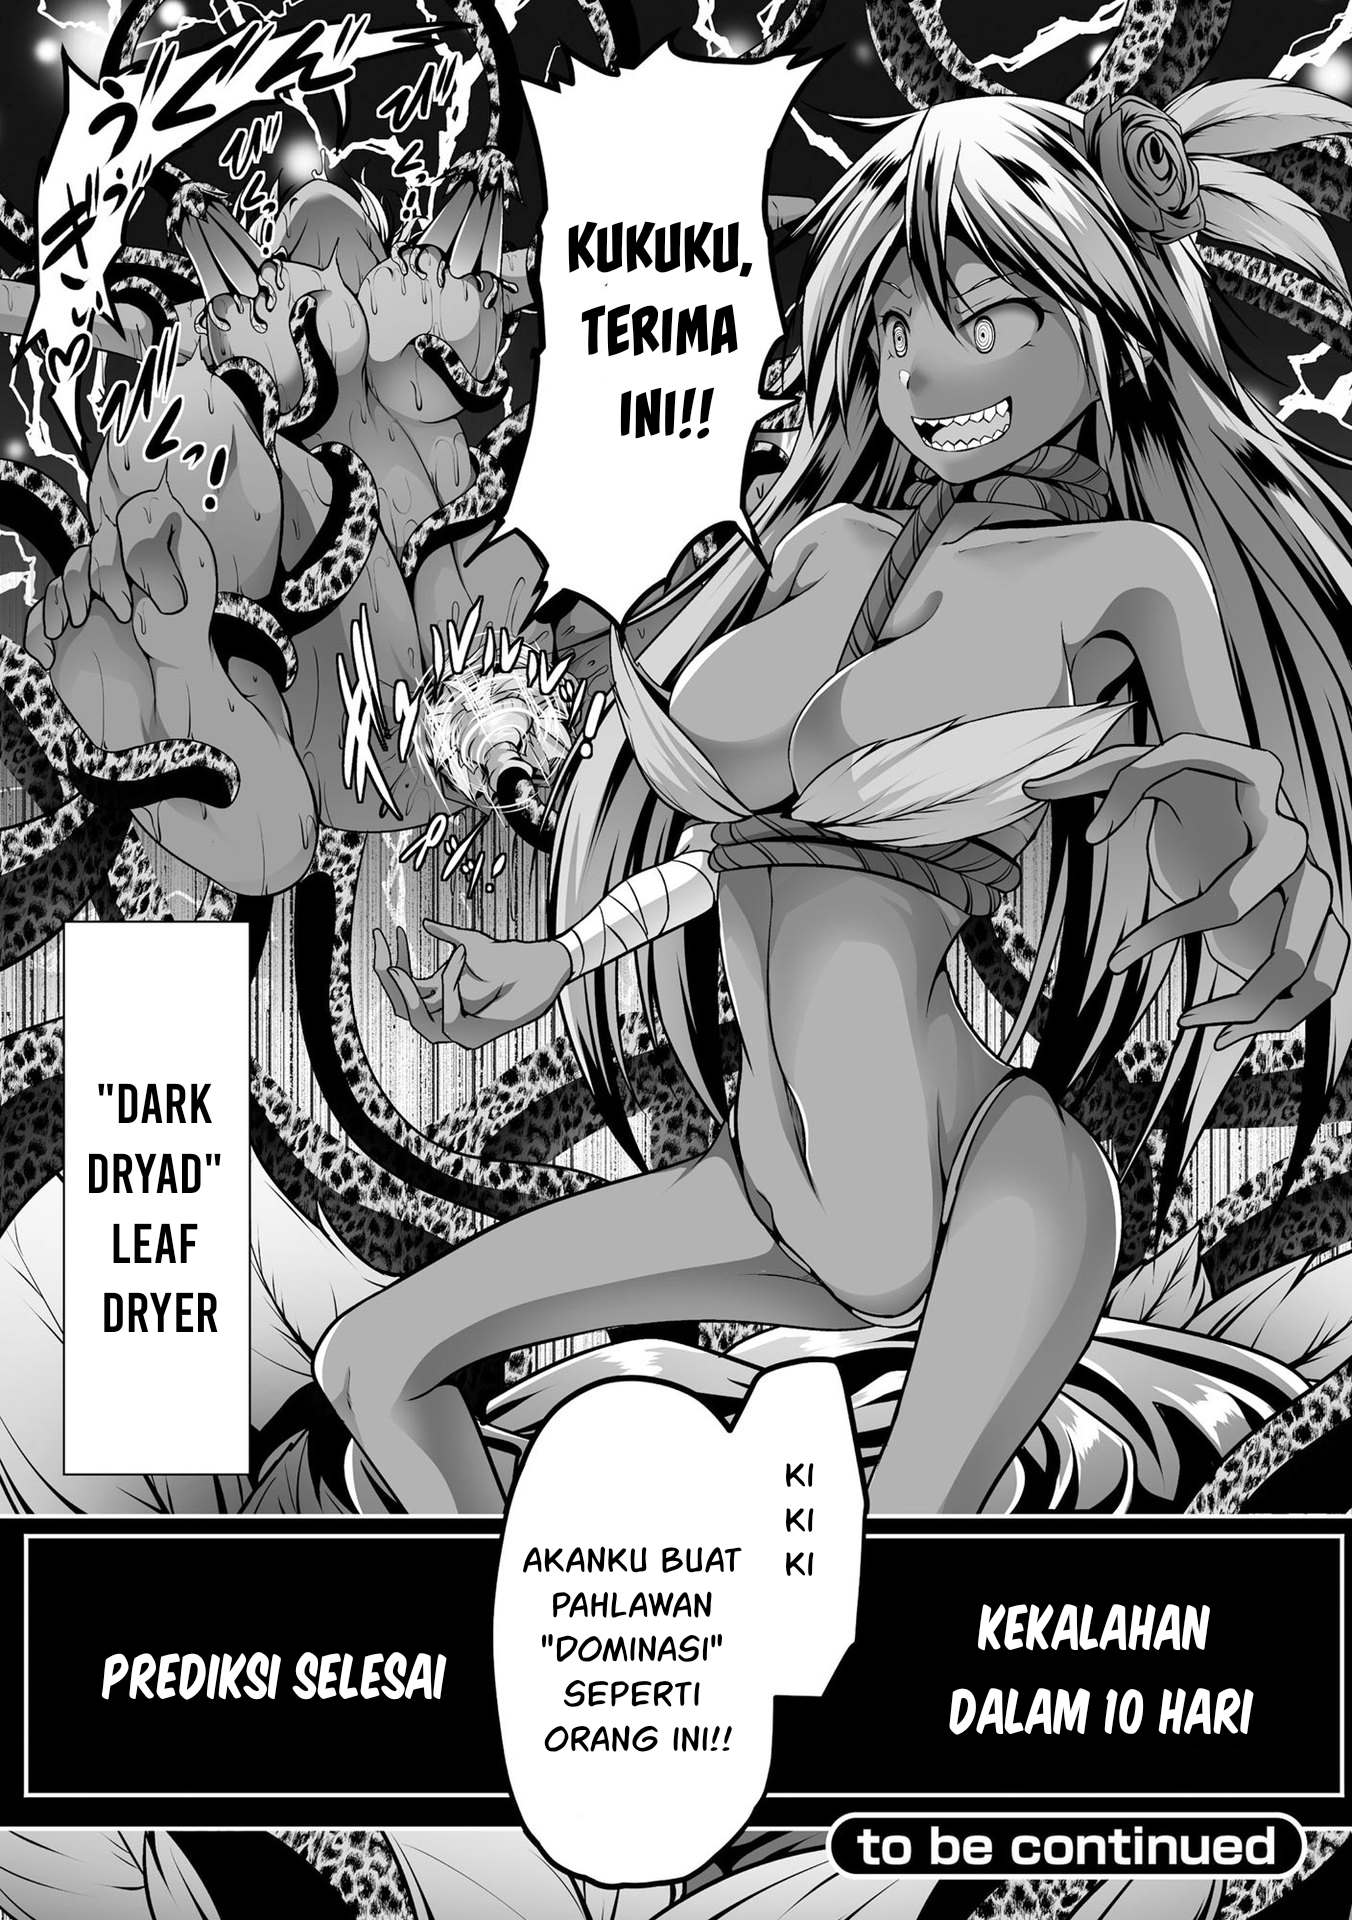 KUKUKU,
TERIMA
INI!!
"DARK
DRYAD"
LEAF
DRYER
KI
KI
KI
AKANKU BUAT
PAHLAWAN
"DOMINASI"
SEPERTI
ORANG INI!!
KEKALAHAN
DALAM 10 HARI
PREDIKSI SELESAI
to be continued